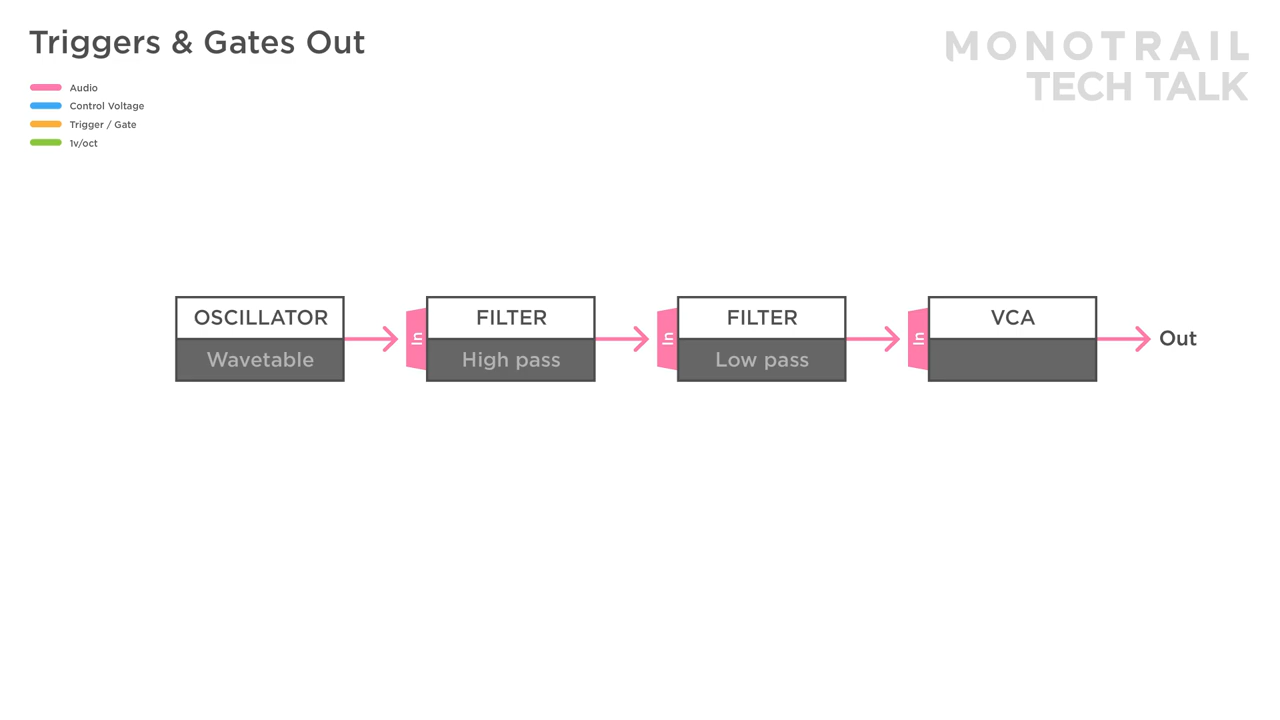 Triggers & Gates Out
MONOTRAIL
TECH TALK
Audio
Control Voltage
Trigger / Gate
1v/oct
OSCILLATOR
Wavetable
In
FILTER
High pass
In
FILTER
Low pass
In
VCA
Out